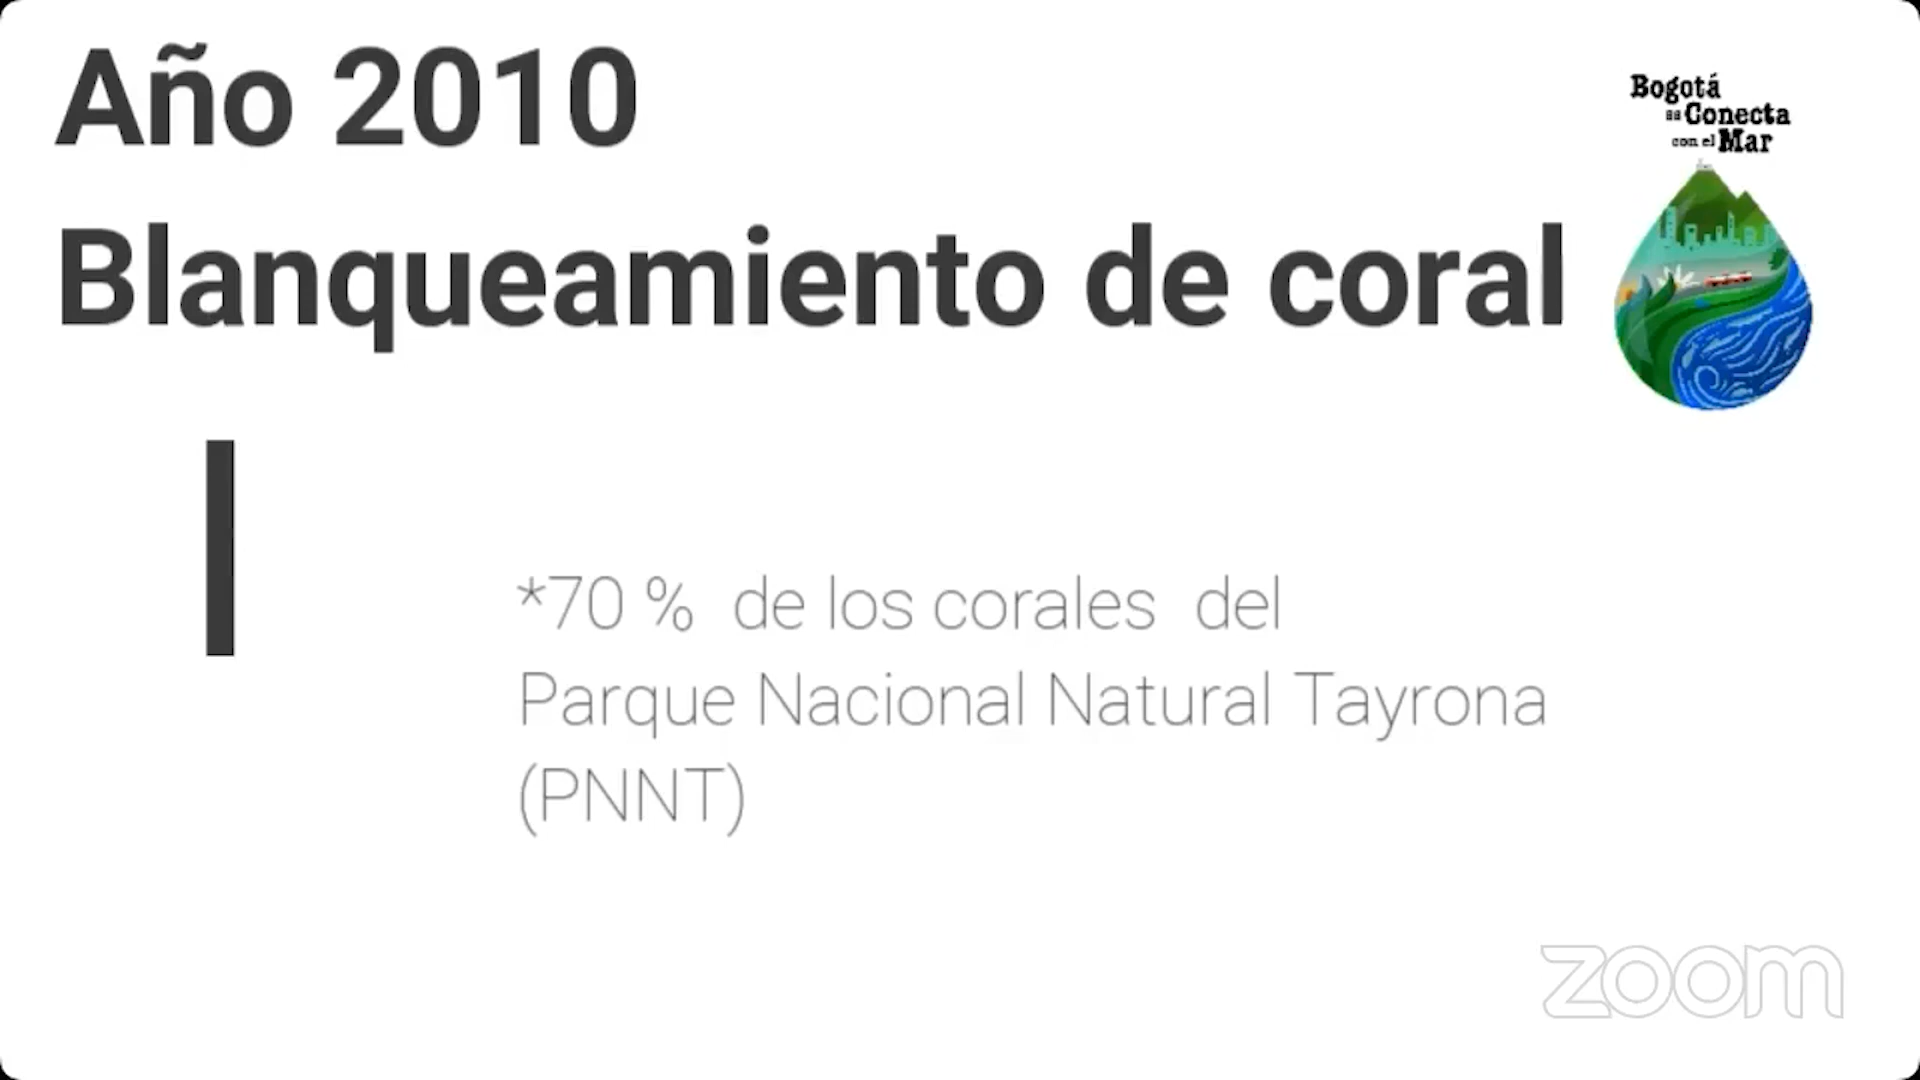 Año 2010
Blanqueamiento de coral
Bogotá
se Conecta
con el Mar
*70 % de los corales del
Parque Nacional Natural Tayrona
(PNNT)
zoom